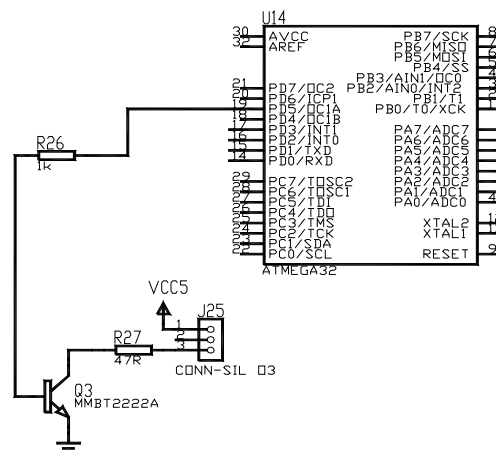 U14
30 AVCC PB7/SCK 8
32 AREF PB6/MISO 7
PB5/MOSI 6
PB4/SS 5
PB3/AIN1/OC0 4
21 PD7/OC2 PB2/AIN0/INT2 3
20 PD6/ICP1 PB1/T1 2
19 PD5/OC1A PB0/T0/XCK 1
18 PD4/OC1B
17 PD3/INT1 PA7/ADC7
16 PD2/INT0 PA6/ADC6
15 PD1/TXD PA5/ADC5
14 PD0/RXD PA4/ADC4
PA3/ADC3
29 PC7/TOSC2 PA2/ADC2
28 PC6/TOSC1 PA1/ADC1
27 PC5/TDI PA0/ADC0 4
26 PC4/TDO
25 PC3/TMS XTAL2
24 PC2/TCK XTAL1
23 PC1/SDA
22 PC0/SCL RESET 9
ATMEGA32
R26
1k
VCC5
J25
1
2
3
CONN-SIL 03
R27
47R
Q3
MMBT2222A